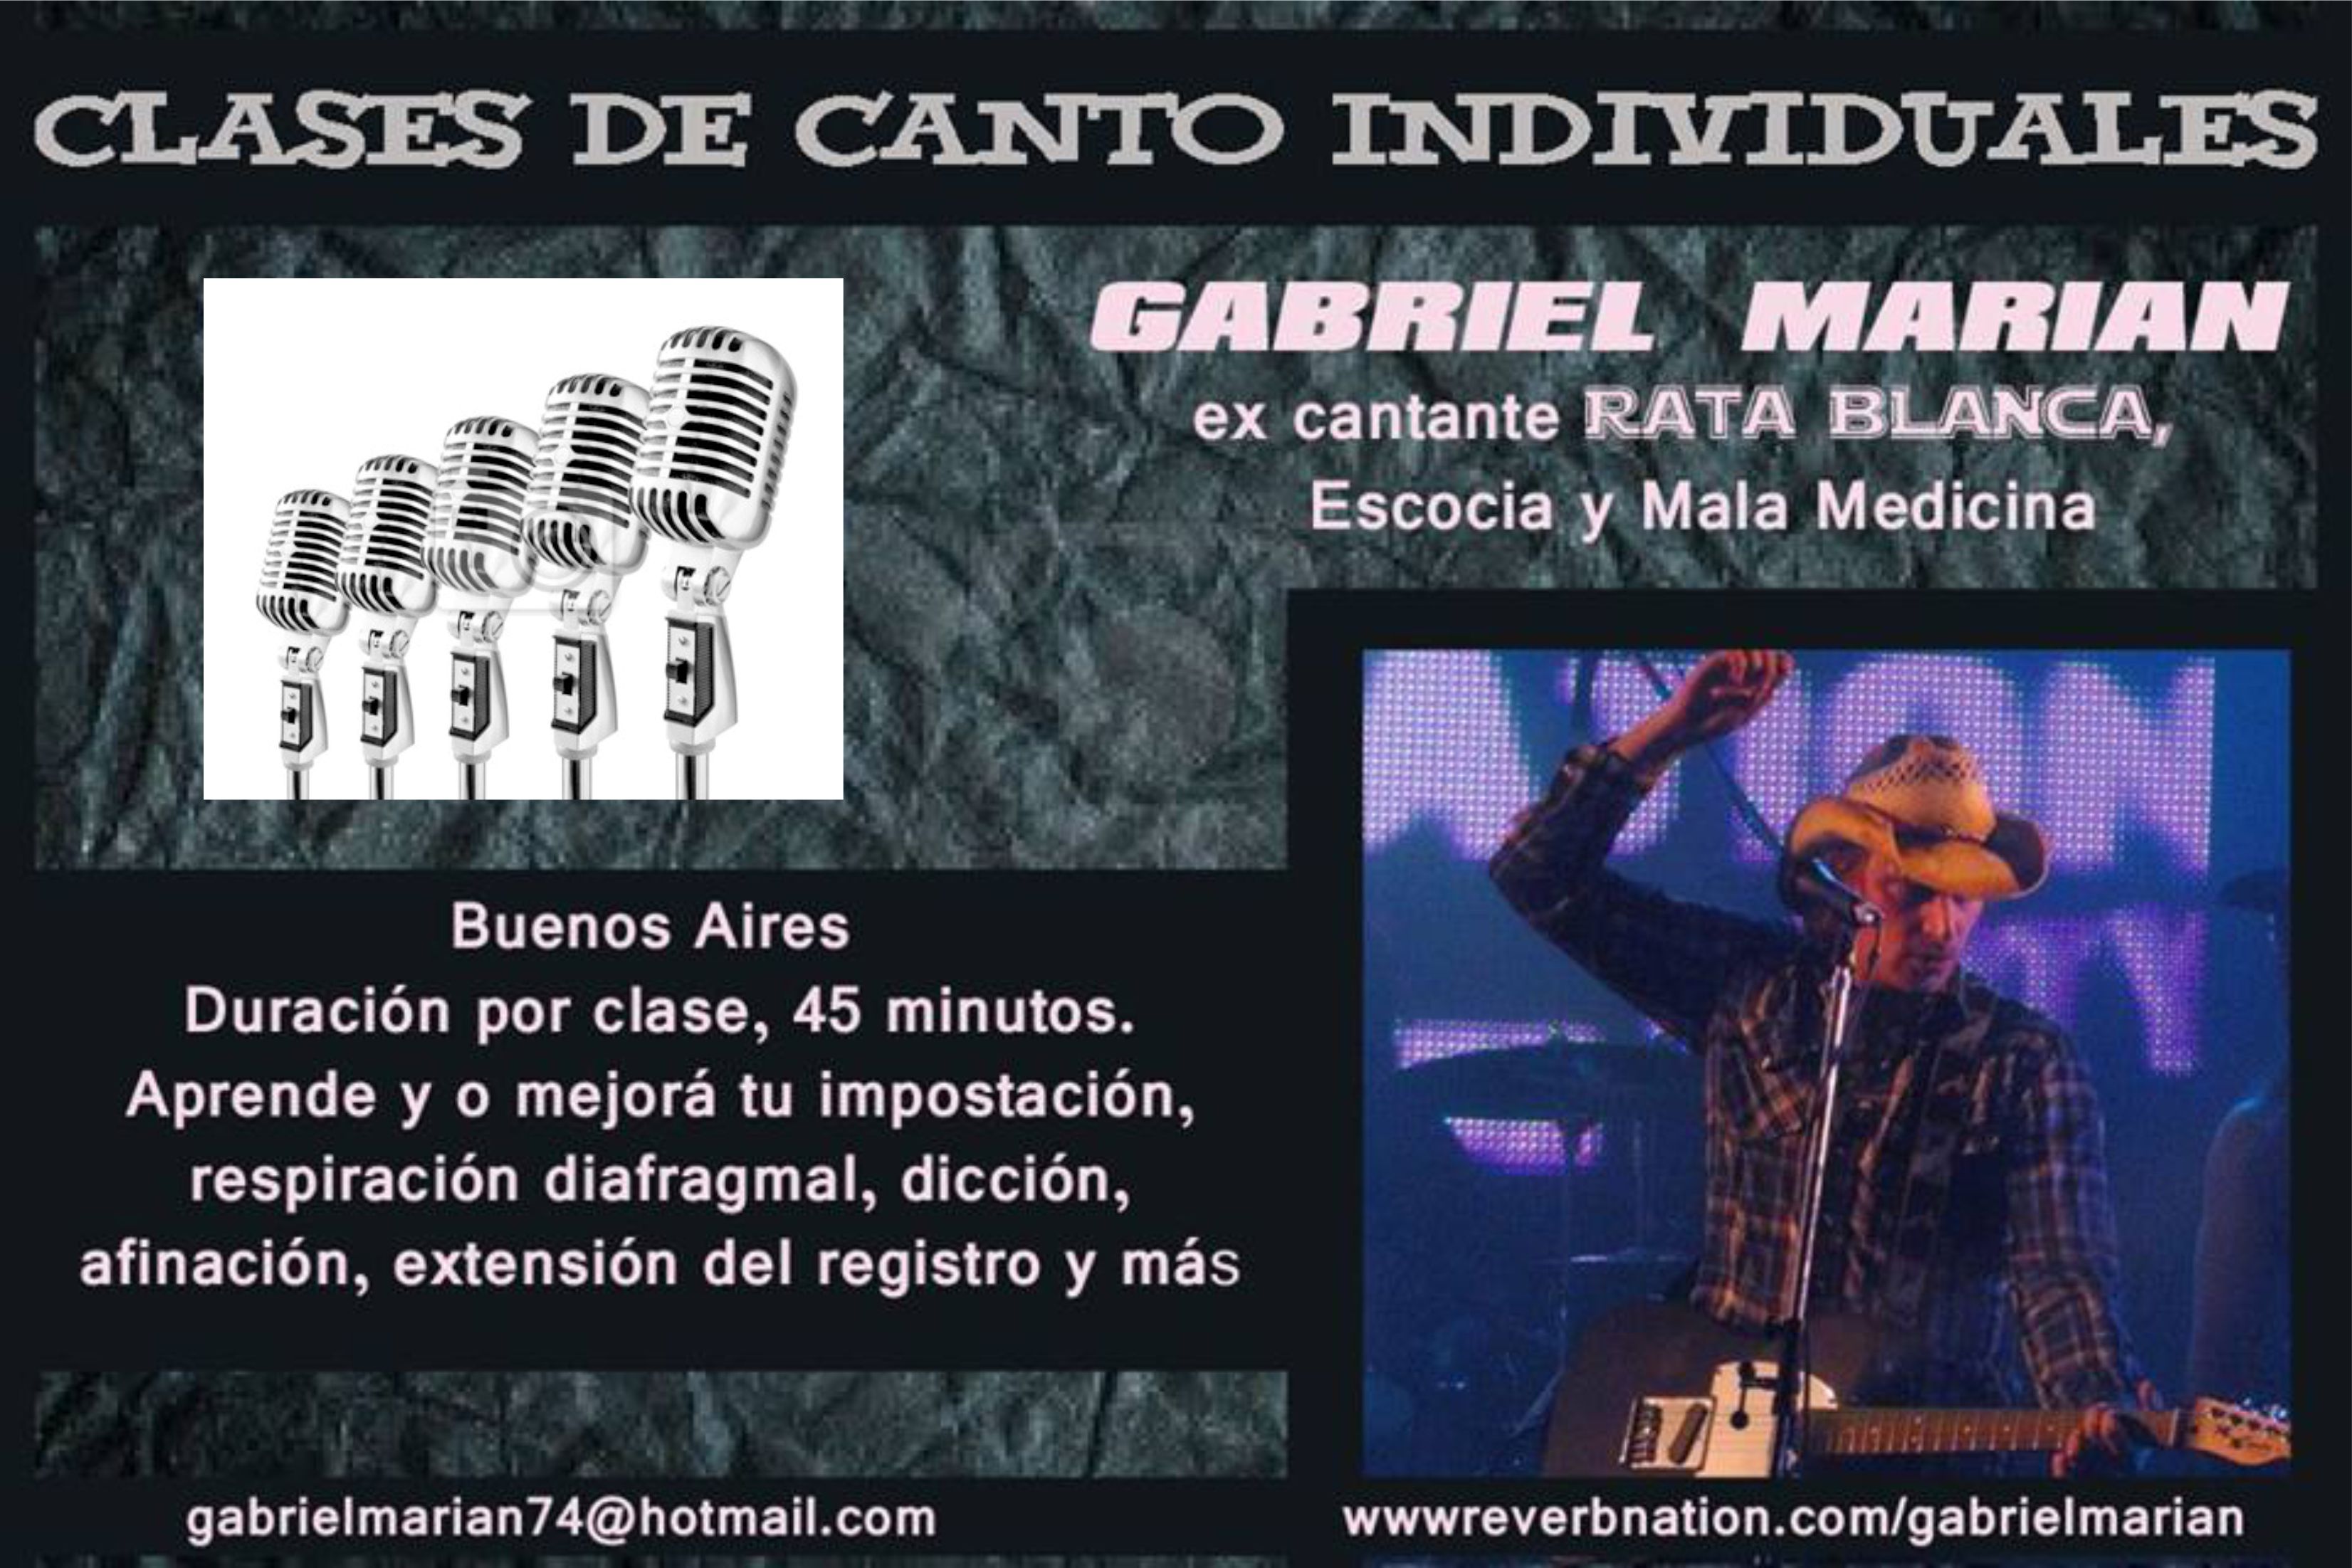 CLASES DE CANTO INDIVIDUALES
GABRIEL MARIAN
ex cantante RATA BLANCA,
Escocia y Mala Medicina
Buenos Aires
Duración por clase, 45 minutos.
Aprende y o mejorá tu impostación,
respiración diafragmal, dicción,
afinación, extensión del registro y más
gabrielmarian74@hotmail.com
wwwreverbnation.com/gabrielmarian